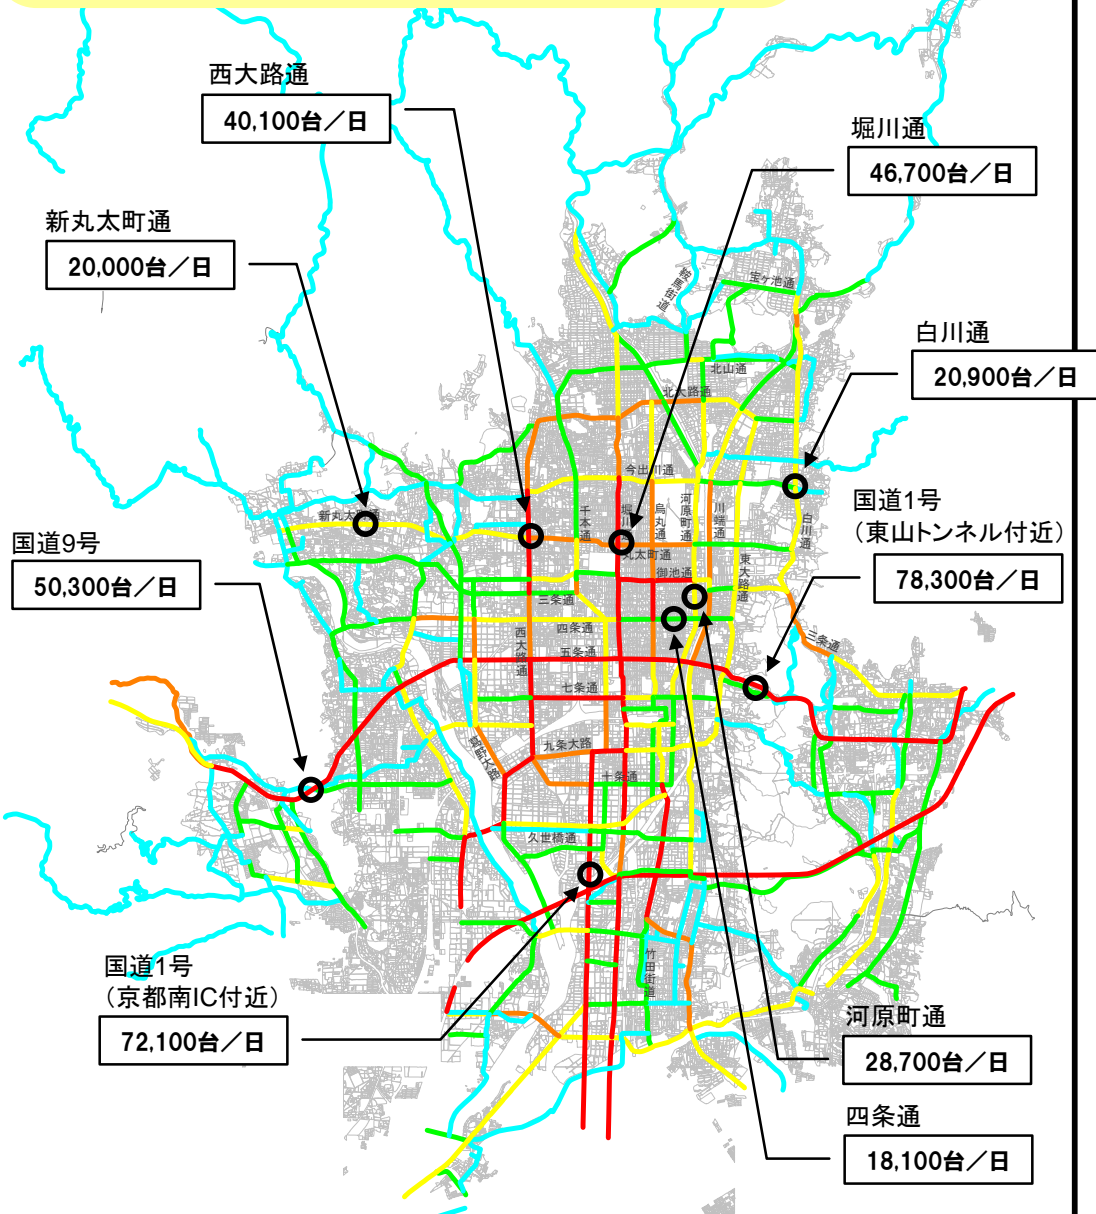 西大路通
40,100台／日
堀川通
46,700台／日
新丸太町通
20,000台／日
白川通
20,900台／日
国道1号
（東山トンネル付近）
78,300台／日
国道9号
50,300台／日
国道1号
（京都南IC付近）
72,100台／日
河原町通
28,700台／日
四条通
18,100台／日
鞍馬街道
宝ヶ池通
北山通
北大路通
今出川通
新丸太町通
千本通
堀川
烏丸通
河原町通
川端通
白川通
丸太町通
東大路通
御池通
三条通
四条通
西大路通
五条通
三条通
七条通
九条大路
十条通
久世橋通
竹田街道